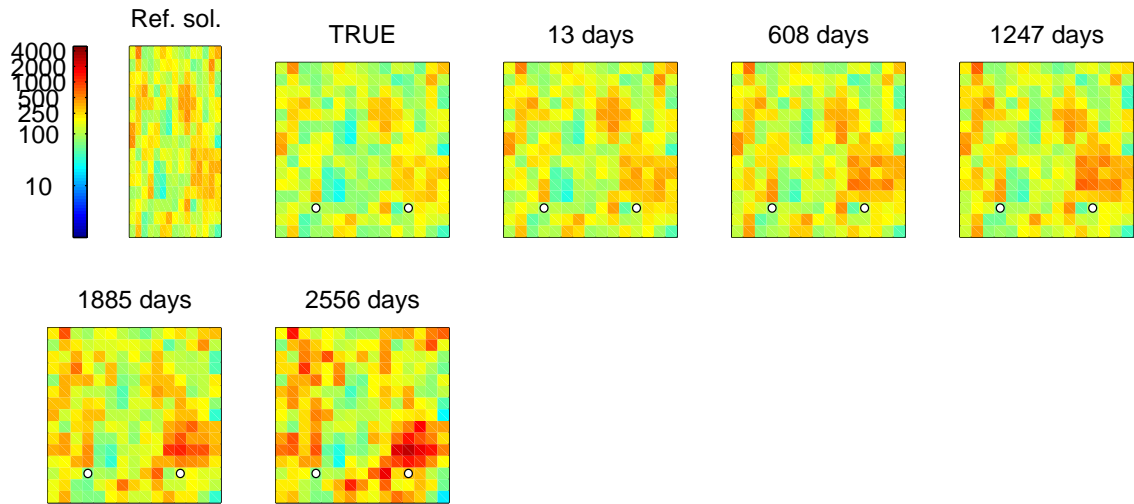 Ref. sol.
TRUE
13 days
608 days
1247 days
4000
2000
1000
500
250
100
10
1885 days
2556 days